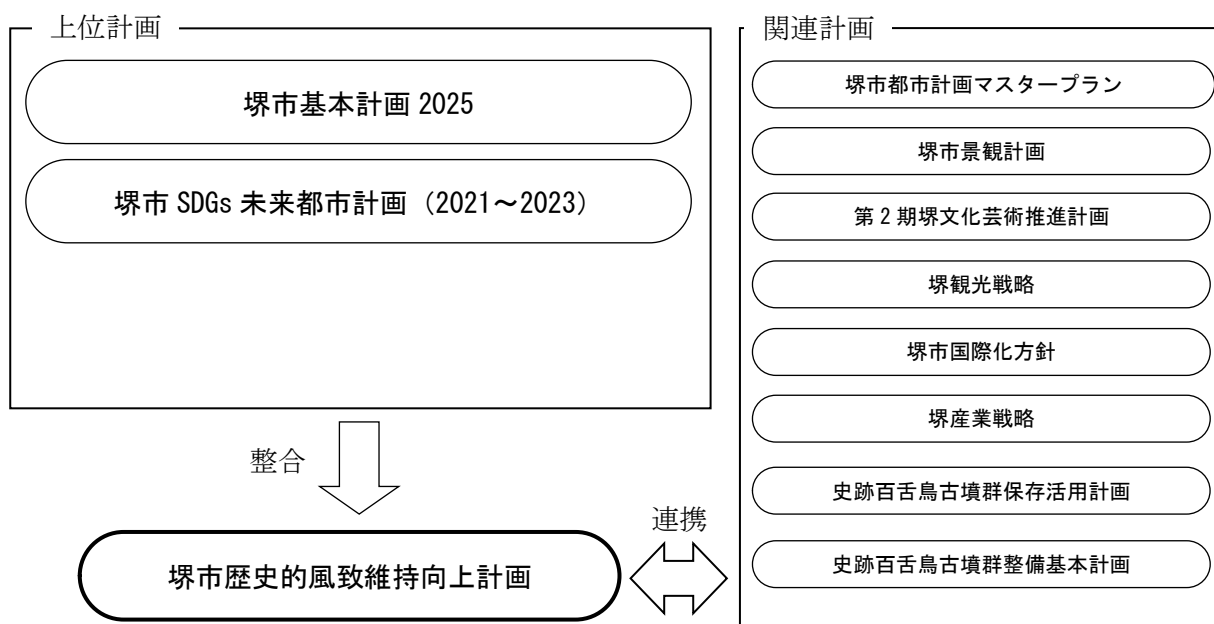 上位計画
堺市基本計画 2025
堺市 SDGs 未来都市計画（2021～2023）
整合
堺市歴史的風致維持向上計画
連携
関連計画
堺市都市計画マスタープラン
堺市景観計画
第2期堺文化芸術推進計画
堺観光戦略
堺市国際化方針
堺産業戦略
史跡百舌鳥古墳群保存活用計画
史跡百舌鳥古墳群整備基本計画